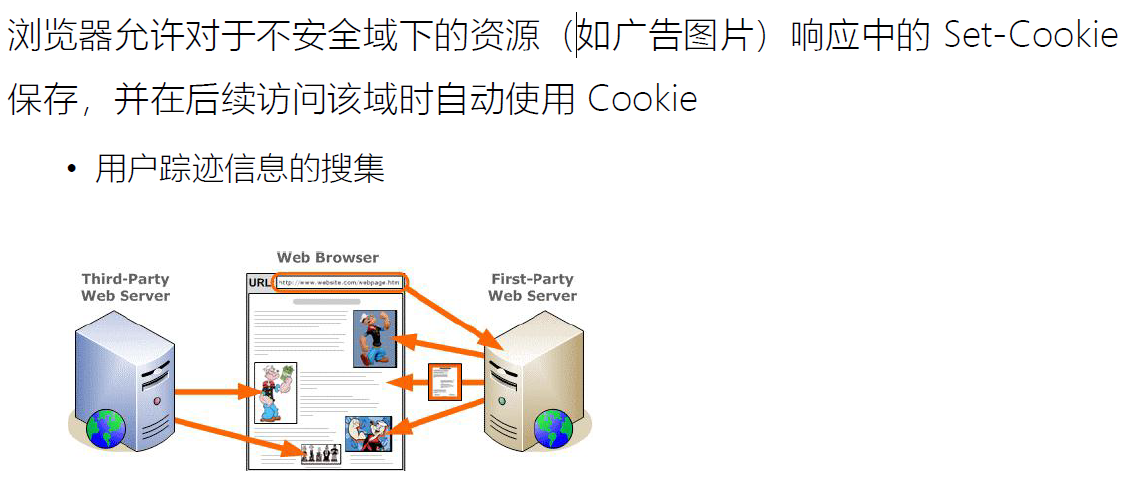 浏览器允许对于不安全域下的资源（如广告图片）响应中的 Set-Cookie
保存，并在后续访问该域时自动使用 Cookie
• 用户踪迹信息的搜集
Web Browser
Third-Party
Web Server
First-Party
Web Server
URL http://www.website.com/webpage.htm